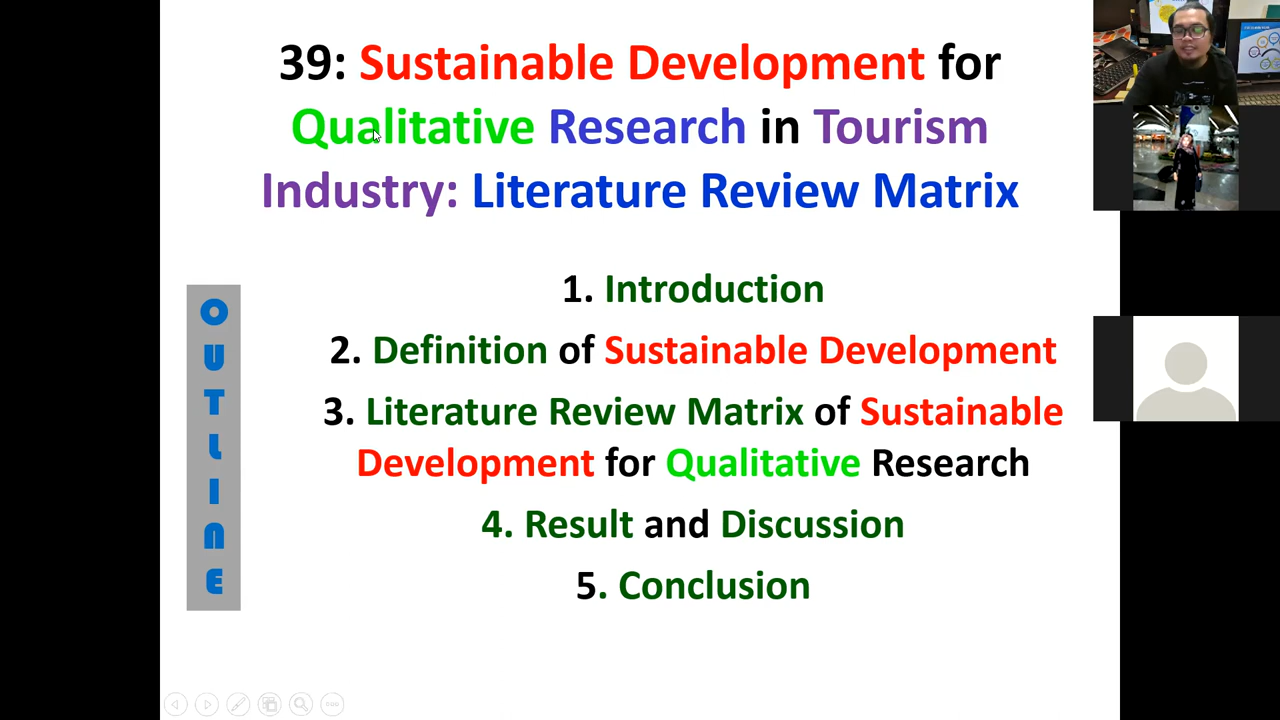 39: Sustainable Development for
Qualitative Research in Tourism
Industry: Literature Review Matrix
OUTLINE
1. Introduction
2. Definition of Sustainable Development
3. Literature Review Matrix of Sustainable
Development for Qualitative Research
4. Result and Discussion
5. Conclusion